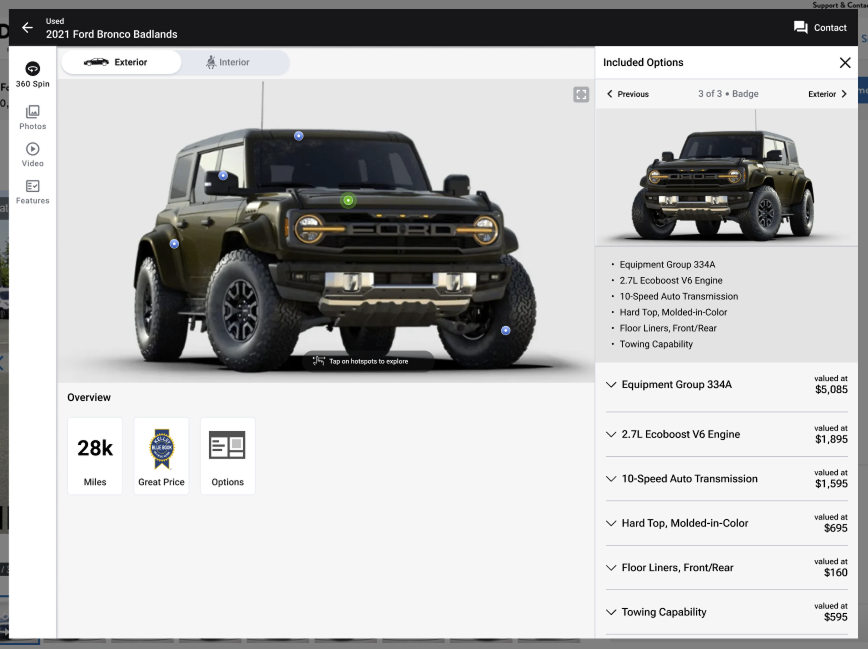 Support & Contac
Used
2021 Ford Bronco Badlands
Contact
360 Spin
Photos
Video
Features
Exterior
Interior
FORD
Tap on hotspots to explore
Overview
28k
Miles
KELLEY
BLUE BOOK
Great Price
Options
Included Options
Previous
3 of 3 • Badge
Exterior
• Equipment Group 334A
• 2.7L Ecoboost V6 Engine
• 10-Speed Auto Transmission
• Hard Top, Molded-in-Color
• Floor Liners, Front/Rear
• Towing Capability
Equipment Group 334A
valued at
$5,085
2.7L Ecoboost V6 Engine
valued at
$1,895
10-Speed Auto Transmission
valued at
$1,595
Hard Top, Molded-in-Color
valued at
$695
Floor Liners, Front/Rear
valued at
$160
Towing Capability
valued at
$595